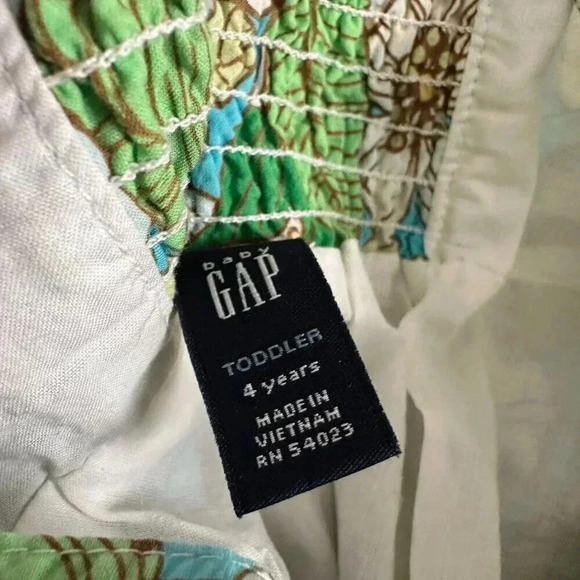 baby
GAP
TODDLER
4 years
MADE IN
VIETNAM
RN 54023